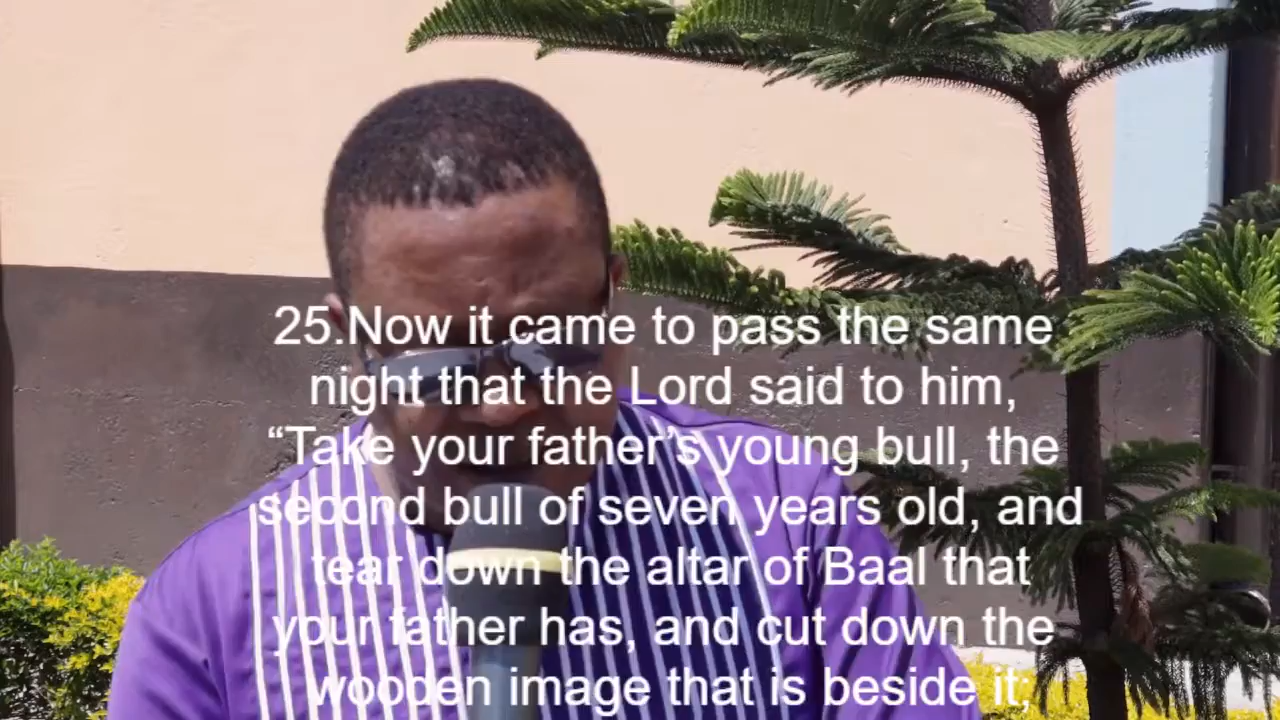 25.Now it came to pass the same
night that the Lord said to him,
“Take your father’s young bull, the
second bull of seven years old, and
tear down the altar of Baal that
your father has, and cut down the
wooden image that is beside it;